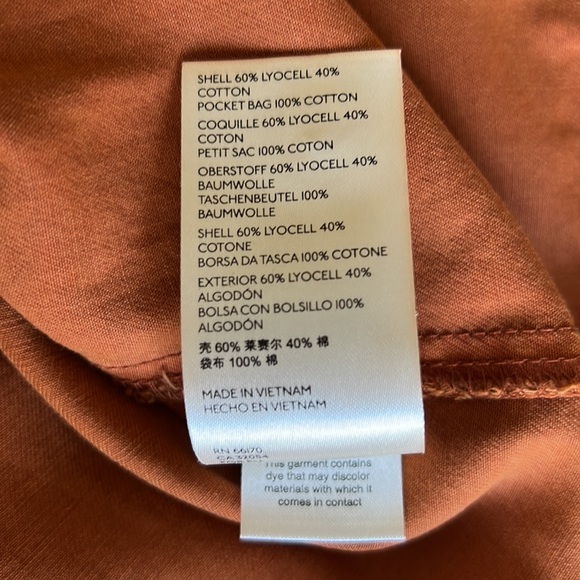 SHELL 60% LYOCELL 40%
COTTON
POCKET BAG 100% COTTON
COQUILLE 60% LYOCELL 40%
COTON
PETIT SAC 100% COTON
OBERSTOFF 60% LYOCELL 40%
BAUMWOLLE
TASCHENBEUTEL 100%
BAUMWOLLE
SHELL 60% LYOCELL 40%
COTONE
BORSA DA TASCA 100% COTONE
EXTERIOR 60% LYOCELL 40%
ALGODÓN
BOLSA CON BOLSILLO 100%
ALGODÓN
壳 60% 莱赛尔 40% 棉
袋布 100% 棉
MADE IN VIETNAM
HECHO EN VIETNAM
RN 66170
CA 32054
This garment contains
dye that may discolor
materials with which it
comes in contact